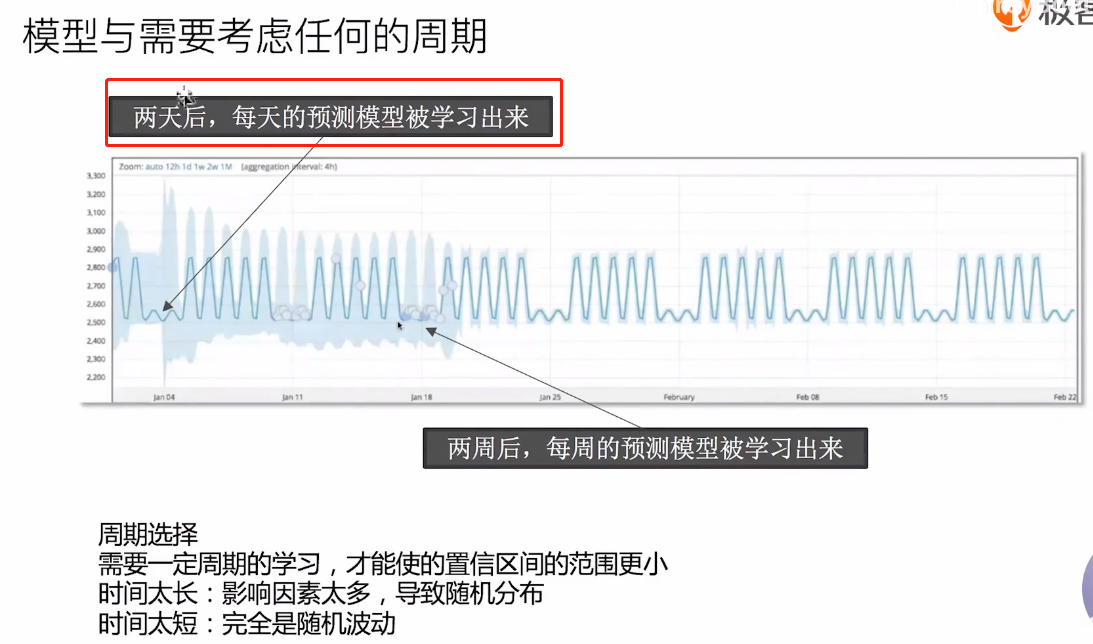 模型与需要考虑任何的周期
极客
两天后，每天的预测模型被学习出来
Zoom: auto 12h 1d 1w 2w 1M (aggregation interval: 4h)
3,300
3,200
3,100
3,000
2,900
2,800
2,700
2,600
2,500
2,400
2,300
2,200
Jan 04 Jan 11 Jan 18 Jan 25 February Feb 08 Feb 15 Feb 22
两周后，每周的预测模型被学习出来
周期选择
需要一定周期的学习，才能使的置信区间的范围更小
时间太长：影响因素太多，导致随机分布
时间太短：完全是随机波动